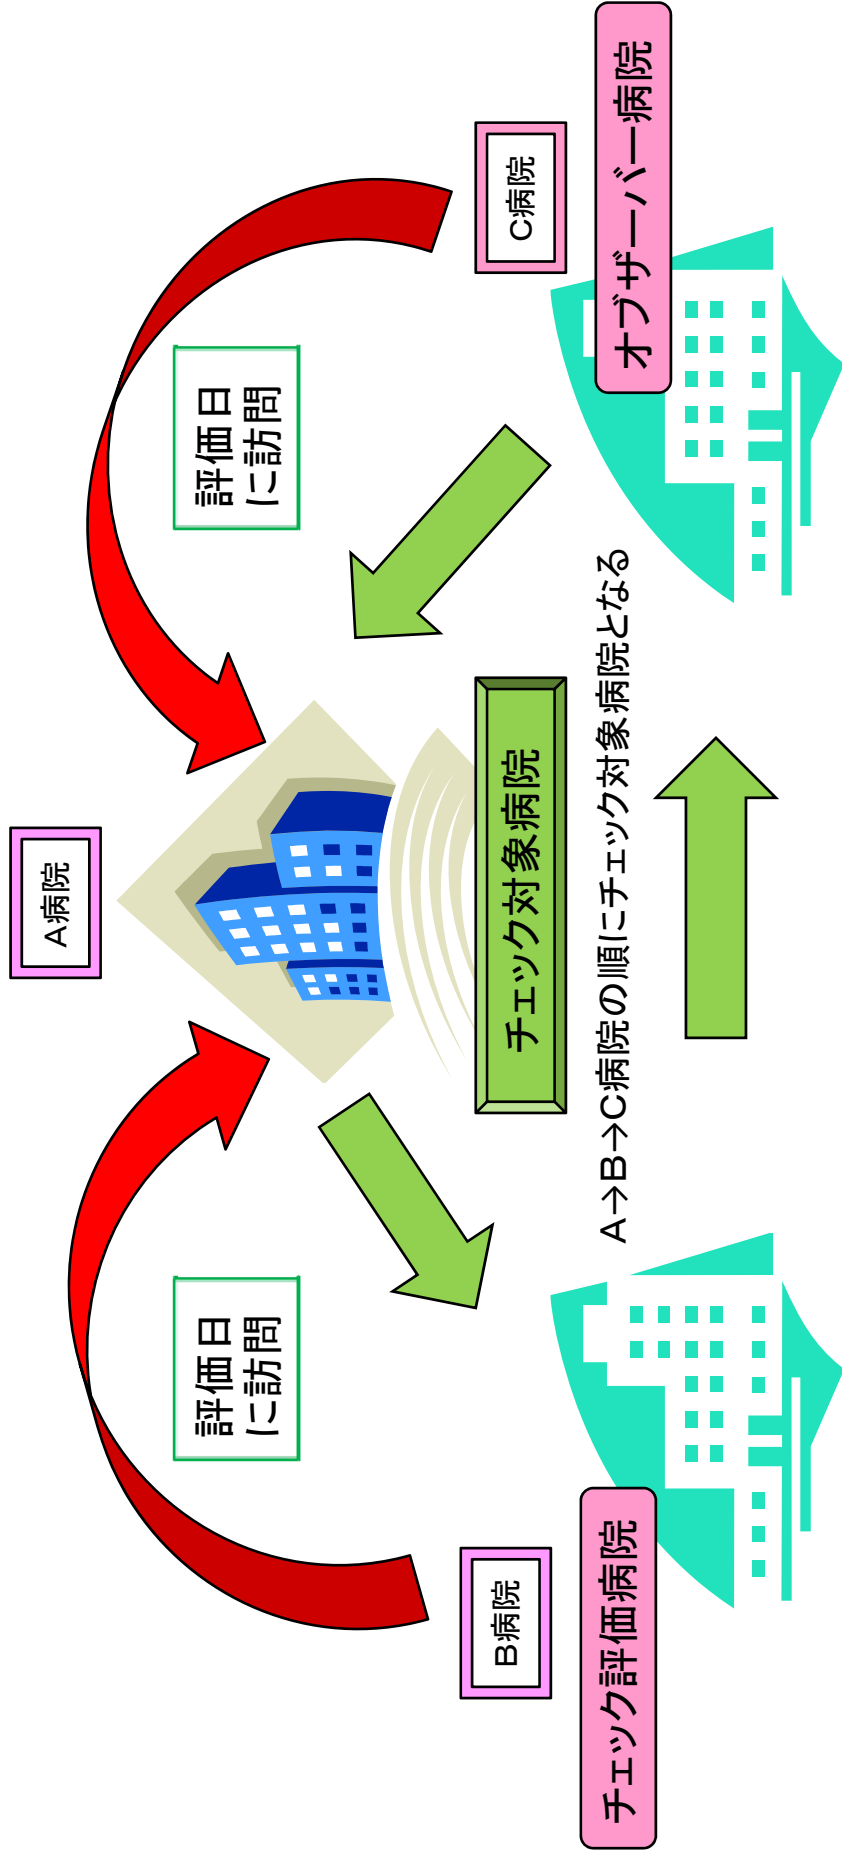 A病院
評価日
に訪問
評価日
に訪問
B病院
チェック評価病院
チェック対象病院
C病院
オブザーバー病院
A→B→C病院の順にチェック対象病院となる